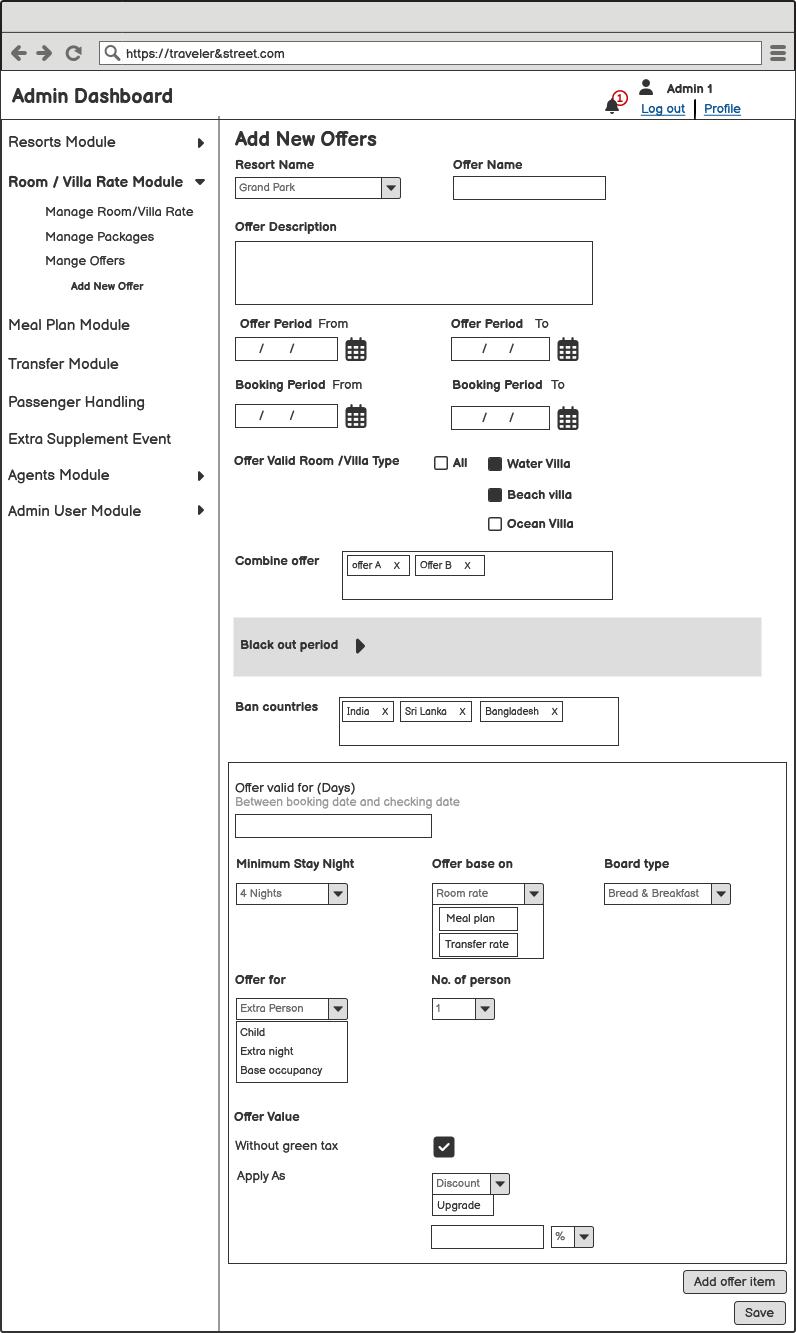 https://traveler&street.com
Admin Dashboard
1
Admin 1
Log out Profile
Resorts Module
Room / Villa Rate Module
Manage Room/Villa Rate
Manage Packages
Mange Offers
Add New Offer
Meal Plan Module
Transfer Module
Passenger Handling
Extra Supplement Event
Agents Module
Admin User Module
Add New Offers
Resort Name Offer Name
Grand Park
Offer Description
Offer Period From Offer Period To
/ / / /
Booking Period From Booking Period To
/ / / /
Offer Valid Room /Villa Type All Water Villa
Beach villa
Ocean Villa
Combine offer offer A X Offer B X
Black out period
Ban countries India X Sri Lanka X Bangladesh X
Offer valid for (Days)
Between booking date and checking date
Minimum Stay Night Offer base on Board type
4 Nights Room rate Bread & Breakfast
Meal plan
Transfer rate
Offer for No. of person
Extra Person 1
Child
Extra night
Base occupancy
Offer Value
Without green tax
Apply As Discount
Upgrade
%
Add offer item
Save